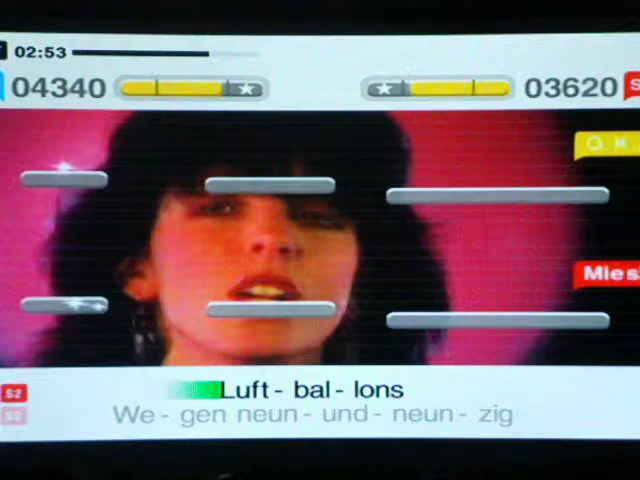 02:53
04340
03620
O. K.
Mies
S2 Luft- bal- lons
S2 We- gen neun- und- neun- zig